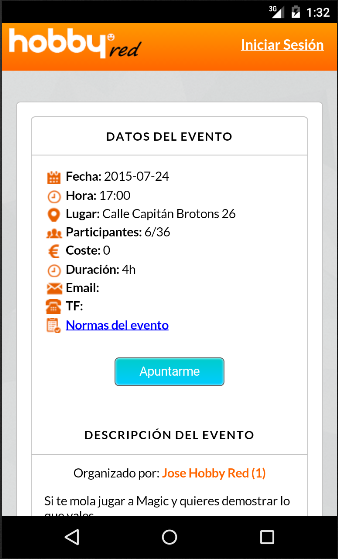 3G 1:32
hobby red
Iniciar Sesión
DATOS DEL EVENTO
Fecha: 2015-07-24
Hora: 17:00
Lugar: Calle Capitán Brotons 26
Participantes: 6/36
Coste: 0
Duración: 4h
Email:
TF:
Normas del evento
Apuntarme
DESCRIPCIÓN DEL EVENTO
Organizado por: Jose Hobby Red (1)
Si te mola jugar a Magic y quieres demostrar lo
que vales